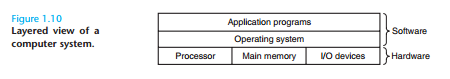 Figure 1.10
Layered view of a
computer system.
Application programs
Operating system
Software
Processor
Main memory
I/O devices
Hardware